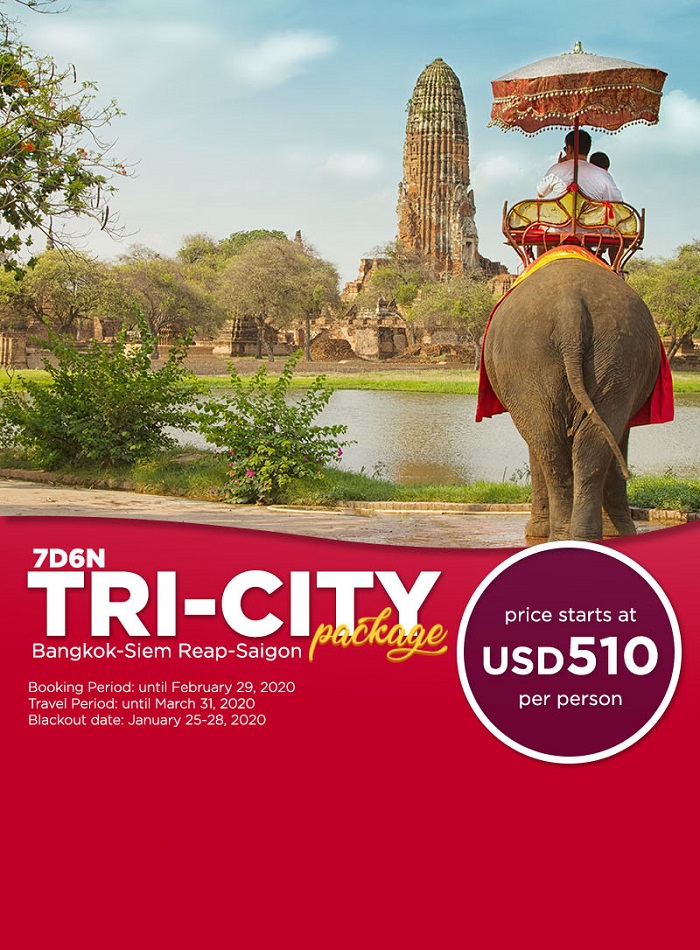 7D6N
TRI-CITY
package
Bangkok-Siem Reap-Saigon
Booking Period: until February 29, 2020
Travel Period: until March 31, 2020
Blackout date: January 25-28, 2020
price starts at
USD510
per person